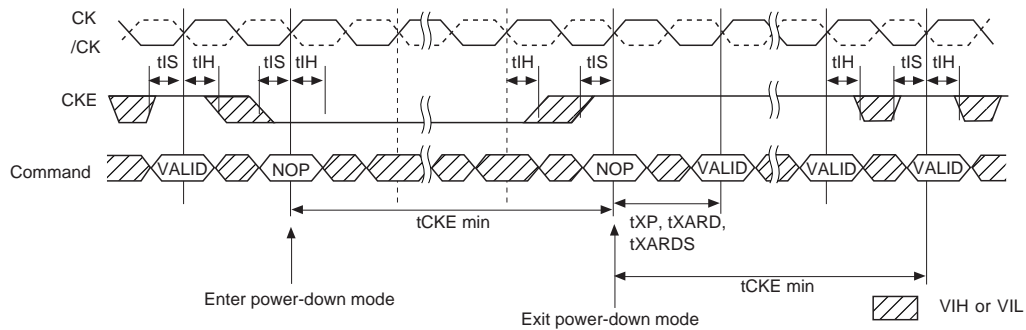 CK
/CK
tIS tIH tIS tIH tIH tIS tIH tIS tIH
CKE
Command VALID NOP NOP VALID VALID VALID
tCKE min
tXP, tXARD,
tXARDS
tCKE min
Enter power-down mode
Exit power-down mode
VIH or VIL